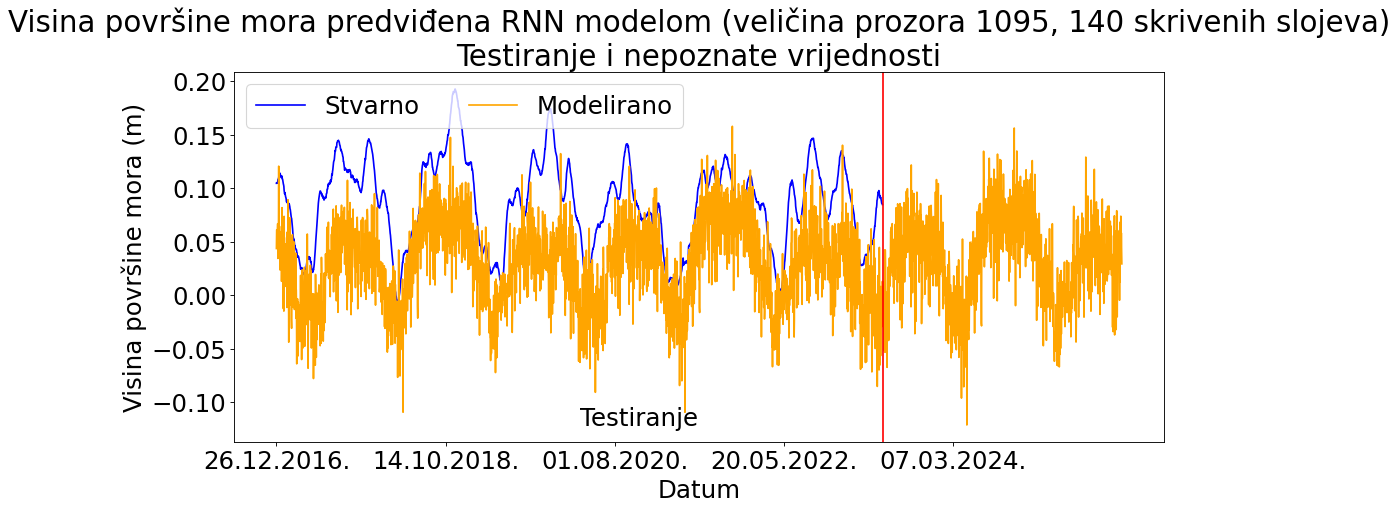 Visina površine mora predviđena RNN modelom (veličina prozora 1095, 140 skrivenih slojeva)
Testiranje i nepoznate vrijednosti
Visina površine mora (m)
0.20
0.15
0.10
0.05
0.00
−0.05
−0.10
Stvarno
Modelirano
Testiranje
26.12.2016.
14.10.2018.
01.08.2020.
20.05.2022.
07.03.2024.
Datum